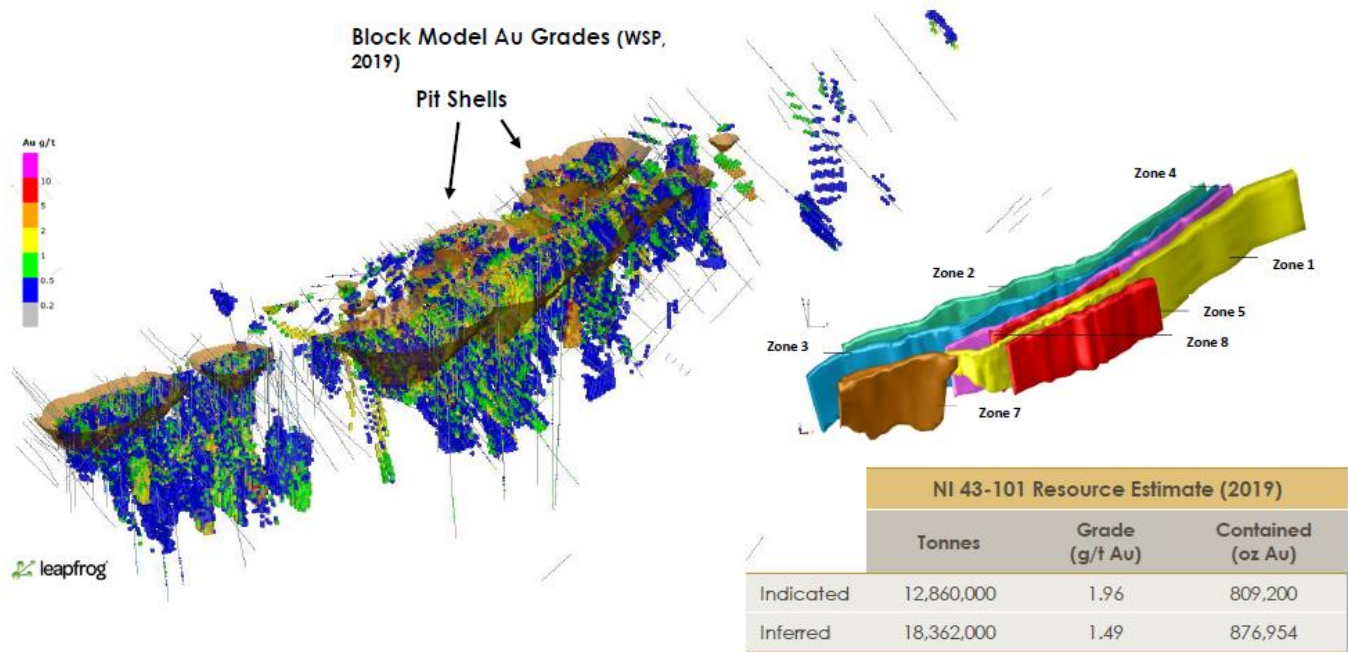 Block Model Au Grades (WSP,
2019)
Pit Shells
Au g/t
10
5
2
1
0.5
0.2
leapfrog
Zone 4
Zone 2
Zone 1
Zone 5
Zone 3
Zone 8
Zone 7
NI 43-101 Resource Estimate (2019)
Tonnes Grade (g/t Au) Contained (oz Au)
Indicated 12,860,000 1.96 809,200
Inferred 18,362,000 1.49 876,954